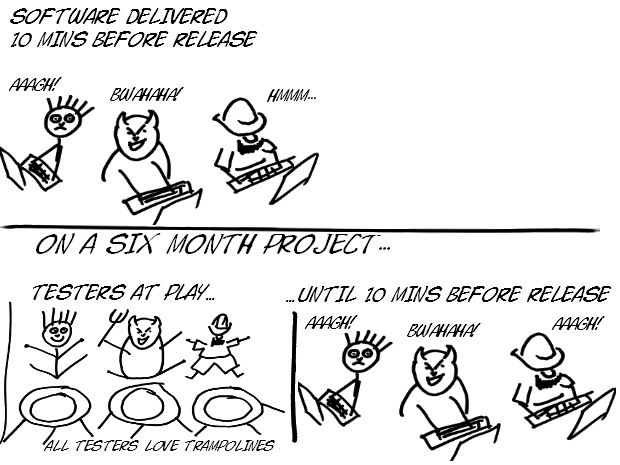 SOFTWARE DELIVERED
10 MINS BEFORE RELEASE
AAAGH!
BWAHAHA!
HMMM...
ON A SIX MONTH PROJECT...
TESTERS AT PLAY...
...UNTIL 10 MINS BEFORE RELEASE
AAAGH!
BWAHAHA!
AAAGH!
ALL TESTERS LOVE TRAMPOLINES